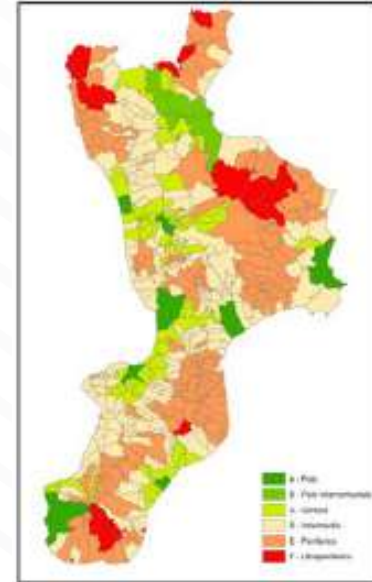 A - Polo
B - Polo intercomunale
C - Cintura
D - Intermedio
E - Periferico
F - Ultraperiferico